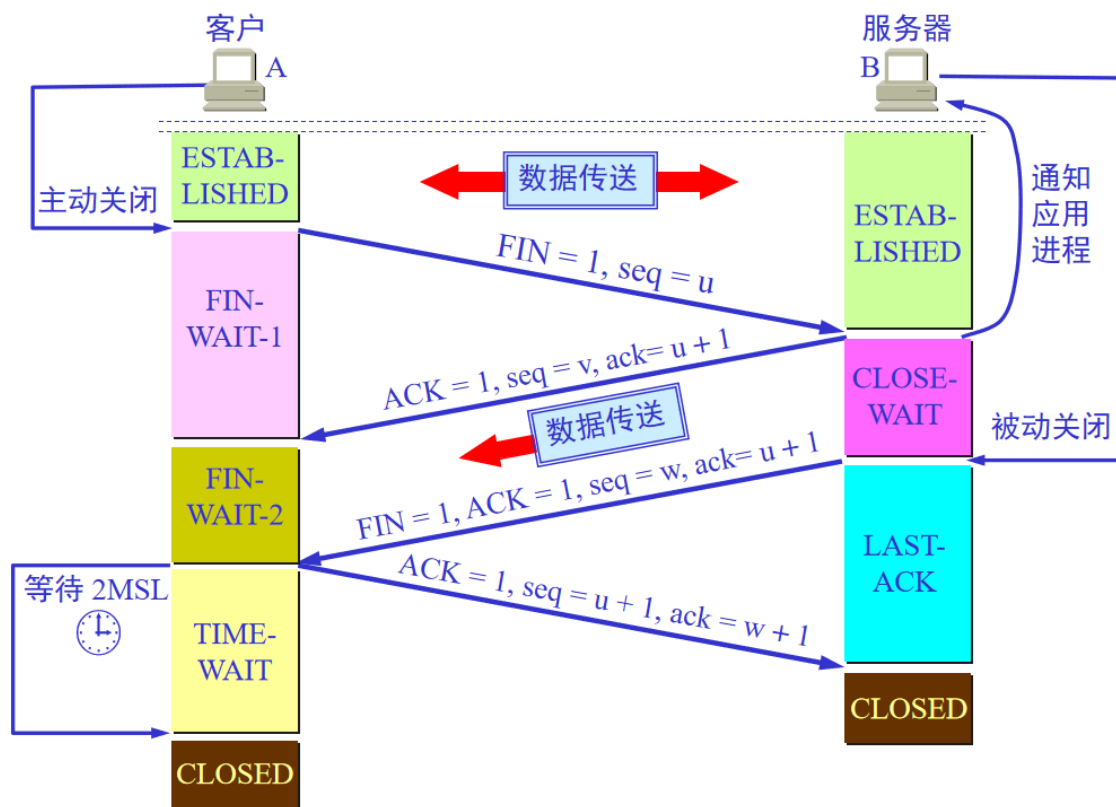 客户
服务器
A
B
ESTAB-
LISHED
数据传送
主动关闭
ESTAB-
LISHED
通知
应用
进程
FIN = 1, seq = u
FIN-
WAIT-1
ACK = 1, seq = v, ack= u + 1
CLOSE-
WAIT
数据传送
被动关闭
FIN-
WAIT-2
FIN = 1, ACK = 1, seq = w, ack= u + 1
LAST-
ACK
等待 2MSL
ACK = 1, seq = u + 1, ack = w + 1
TIME-
WAIT
CLOSED
CLOSED